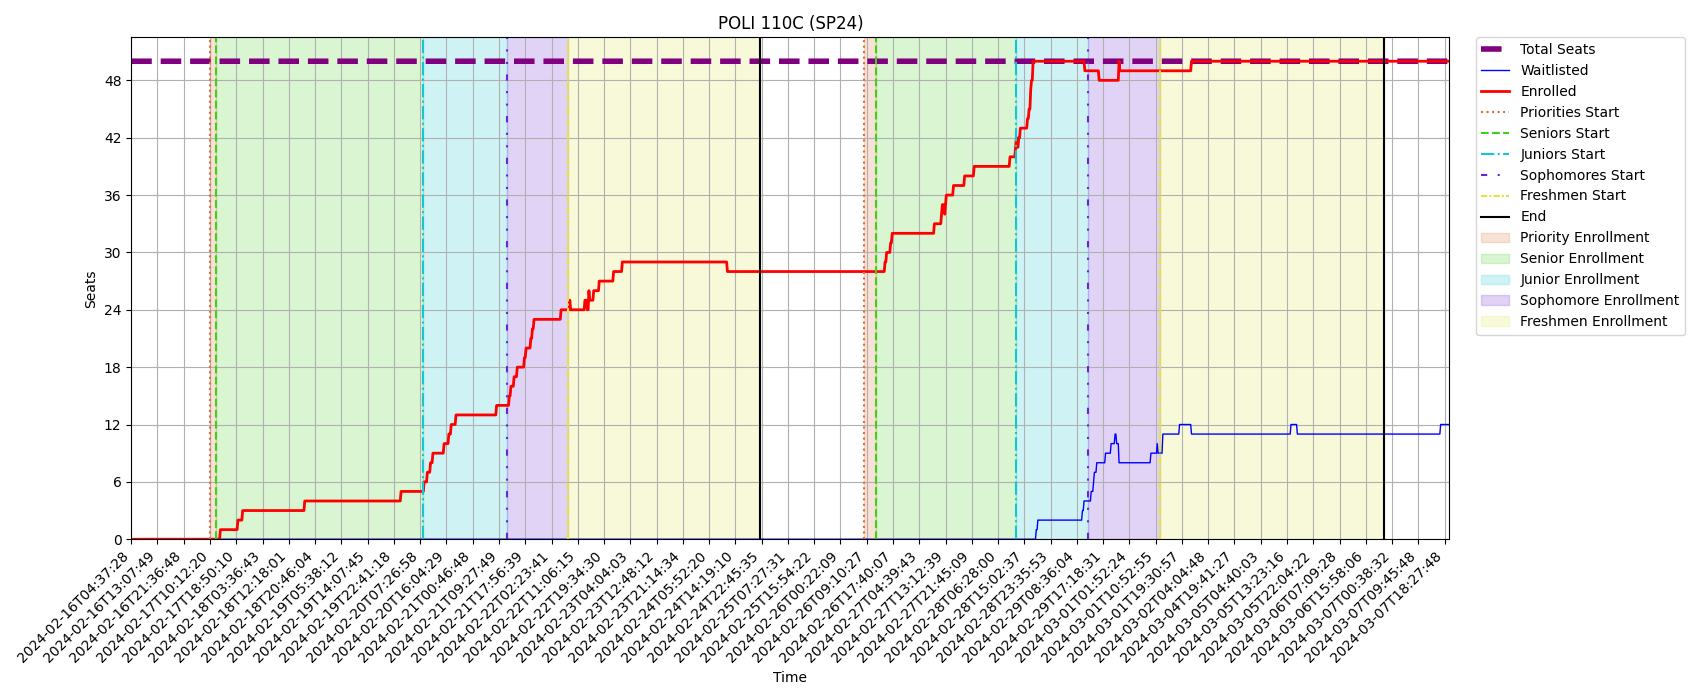 POLI 110C (SP24)
Total Seats
Waitlisted
Enrolled
Priorities Start
Seniors Start
Juniors Start
Sophomores Start
Freshmen Start
End
Priority Enrollment
Senior Enrollment
Junior Enrollment
Sophomore Enrollment
Freshmen Enrollment
Seats
48
42
36
30
24
18
12
6
0
2024-02-16T04:37:28
2024-02-16T13:07:49
2024-02-16T21:36:48
2024-02-17T10:12:20
2024-02-17T18:50:10
2024-02-18T03:36:43
2024-02-18T12:18:01
2024-02-18T20:46:04
2024-02-19T05:38:12
2024-02-19T14:07:45
2024-02-19T22:41:18
2024-02-20T07:26:58
2024-02-20T16:04:29
2024-02-21T00:46:48
2024-02-21T09:27:49
2024-02-21T17:56:39
2024-02-22T02:23:41
2024-02-22T11:06:15
2024-02-22T19:34:30
2024-02-23T04:04:03
2024-02-23T12:48:12
2024-02-23T21:14:34
2024-02-24T05:52:20
2024-02-24T14:19:10
2024-02-24T22:45:35
2024-02-25T07:27:31
2024-02-25T15:54:22
2024-02-26T00:22:09
2024-02-26T09:10:27
2024-02-26T17:40:07
2024-02-27T04:39:43
2024-02-27T13:12:39
2024-02-27T21:45:09
2024-02-28T06:28:00
2024-02-28T15:02:37
2024-02-28T23:35:53
2024-02-29T08:36:04
2024-02-29T17:18:31
2024-03-01T01:52:24
2024-03-01T10:52:55
2024-03-01T19:30:57
2024-03-02T04:04:48
2024-03-04T19:41:27
2024-03-05T04:40:03
2024-03-05T13:23:16
2024-03-05T22:04:22
2024-03-06T07:09:28
2024-03-06T15:58:06
2024-03-07T00:38:32
2024-03-07T09:45:48
2024-03-07T18:27:48
Time